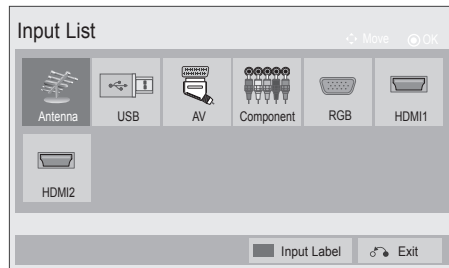 Input List
Move OK
Antenna USB AV Component RGB HDMI1
HDMI2
Input Label Exit